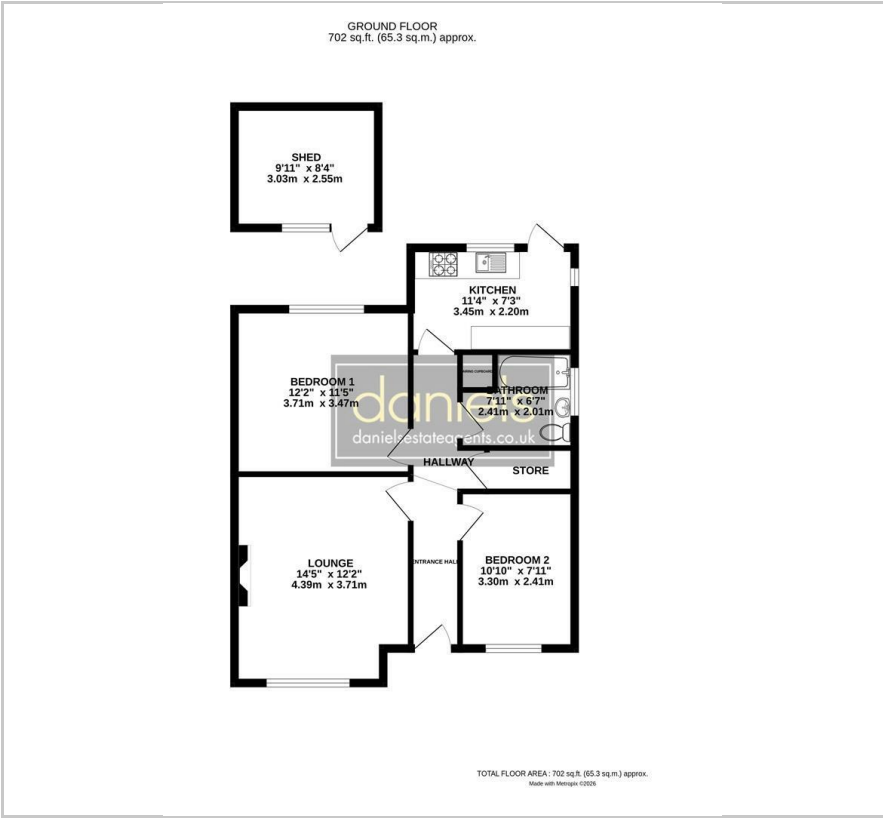 GROUND FLOOR
702 sq.ft. (65.3 sq.m.) approx.
SHED
9'11" x 8'4"
3.03m x 2.55m
KITCHEN
11'4" x 7'3"
3.45m x 2.20m
BEDROOM 1
12'2" x 11'5"
3.71m x 3.47m
BATHROOM
7'11" x 6'7"
2.41m x 2.01m
daniels
danielsestateagents.co.uk
HALLWAY
STORE
LOUNGE
14'5" x 12'2"
4.39m x 3.71m
ENTRANCE HALL
BEDROOM 2
10'10" x 7'11"
3.30m x 2.41m
TOTAL FLOOR AREA : 702 sq.ft. (65.3 sq.m.) approx.
Made with Metropix ©2026